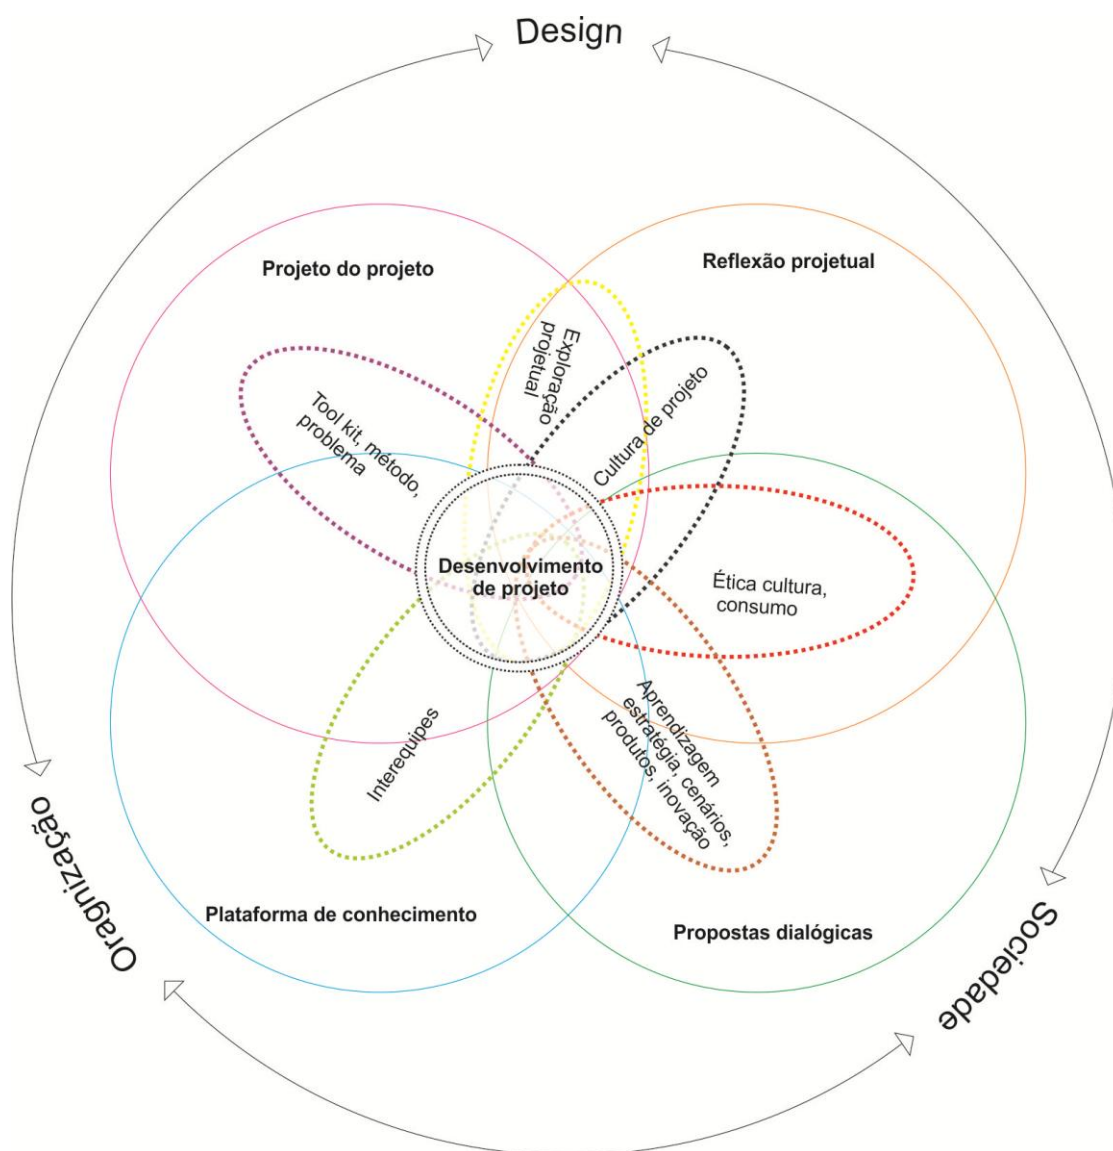 Design
Projeto do projeto
Reflexão projetual
Exploração
projetual
Cultura de projeto
Tool kit, método,
problema
Desenvolvimento
de projeto
Ética cultura,
consumo
Interequipes
Aprendizagem
estratégia, cenários,
produtos, inovação
Plataforma de conhecimento
Propostas dialógicas
Oragnização
Sociedade